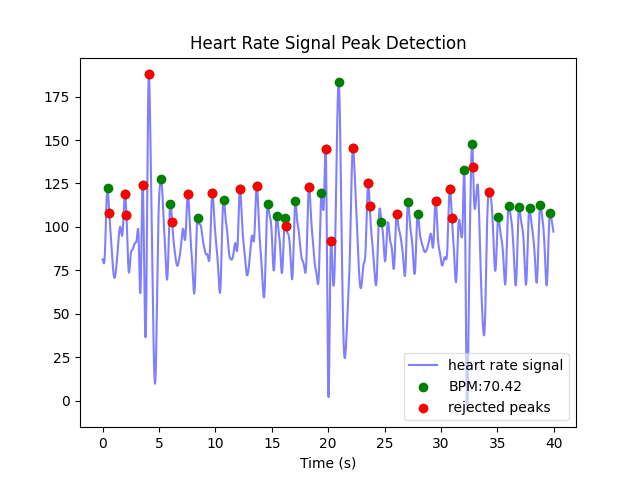 Heart Rate Signal Peak Detection
175
150
125
100
75
50
25
0
heart rate signal
BPM:70.42
rejected peaks
0 5 10 15 20 25 30 35 40
Time (s)